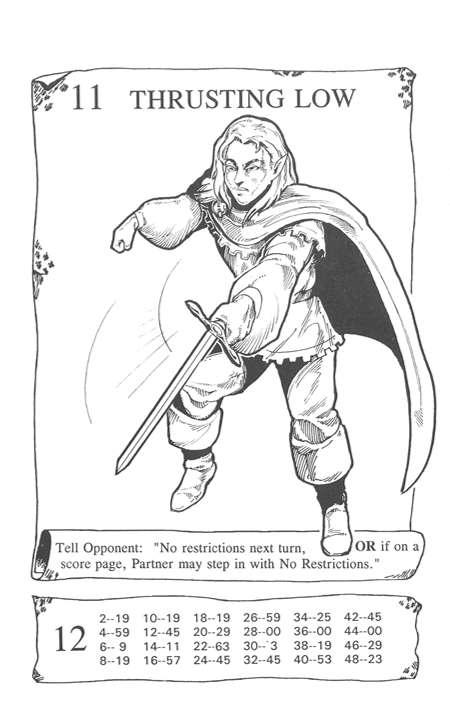 11 THRUSTING LOW
Tell Opponent: "No restrictions next turn, OR if on a
score page, Partner may step in with No Restrictions."
12
2--19 10--19 18--19 26--59 34--25 42--45
4--59 12--45 20--29 28--00 36--00 44--00
6-- 9 14--11 22--63 30-- 3 38--19 46--29
8--19 16--57 24--45 32--45 40--53 48--23